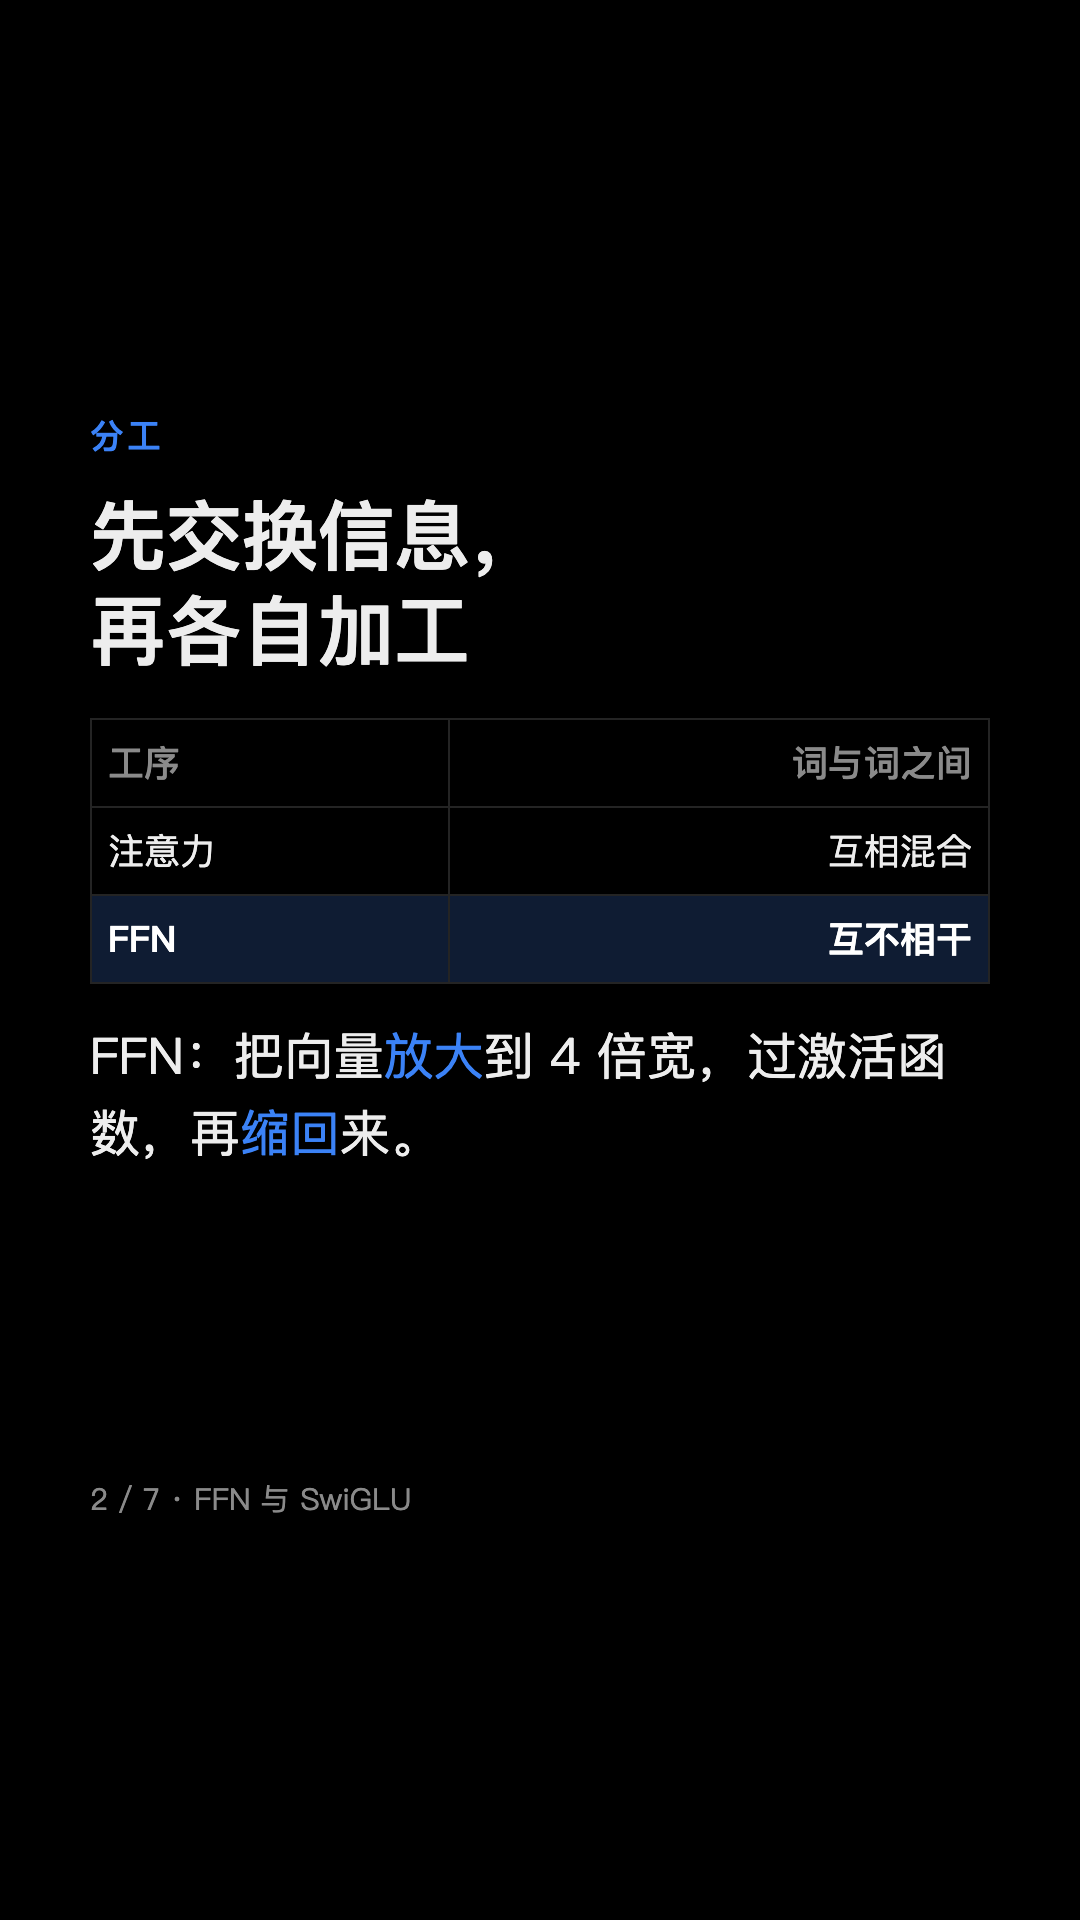 分工
先交换信息，
再各自加工
工序 词与词之间
注意力 互相混合
FFN 互不相干
FFN：把向量放大到 4 倍宽，过激活函
数，再缩回来。
2 / 7 · FFN 与 SwiGLU